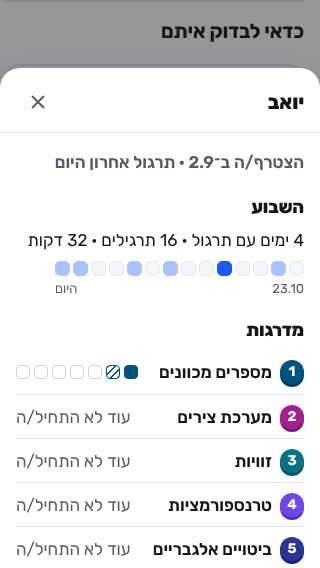 כדאי לבדוק איתם
יואב
הצטרף/ה ב־2.9 • תרגול אחרון היום
השבוע
4 ימים עם תרגול • 16 תרגילים • 32 דקות
23.10 היום
מדרגות
1 מספרים מכוונים
2 מערכת צירים עוד לא התחיל/ה
3 זוויות עוד לא התחיל/ה
4 טרנספורמציות עוד לא התחיל/ה
5 ביטויים אלגבריים עוד לא התחיל/ה